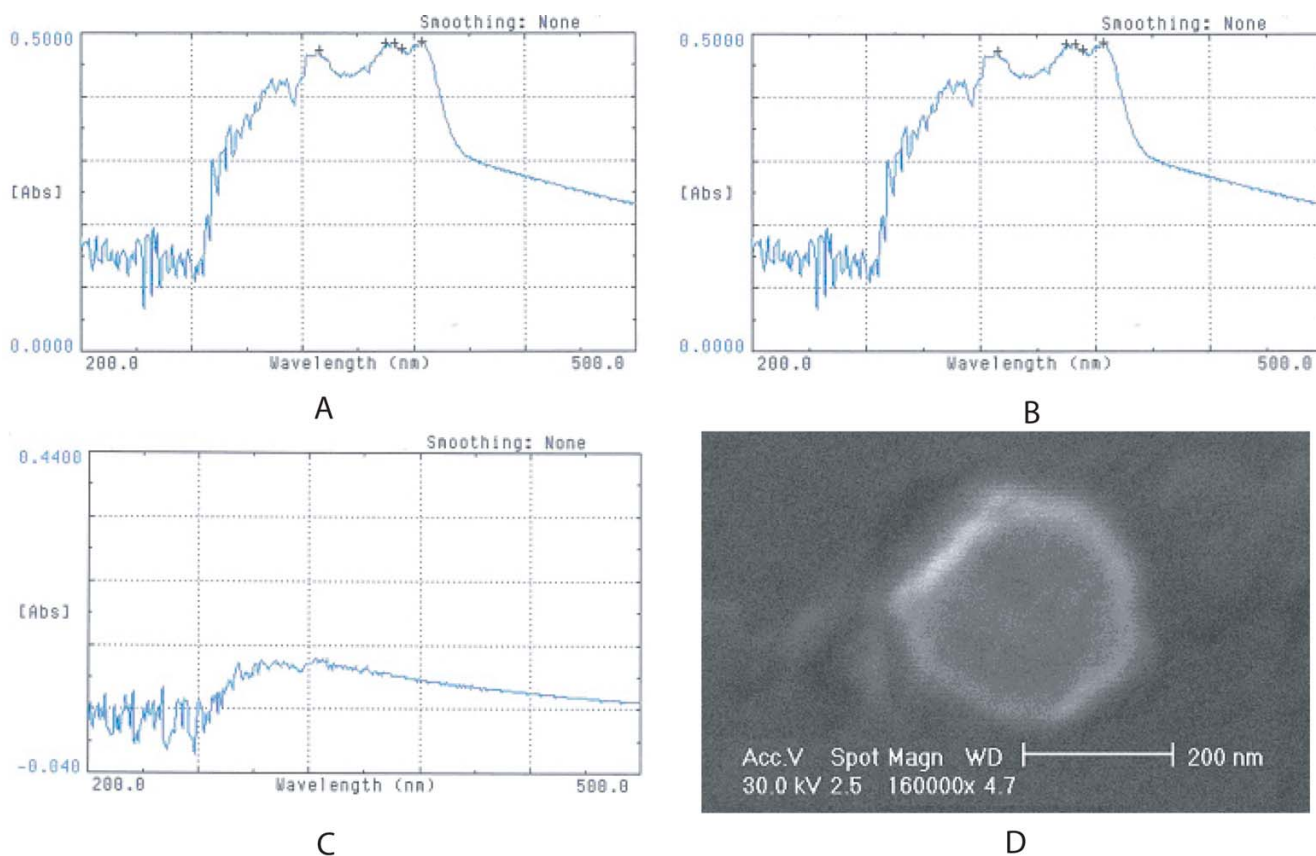 Smoothing: None
0.5000
[Abs]
0.0000
200.0 Wavelength (nm) 500.0
A
Smoothing: None
0.5000
[Abs]
0.0000
200.0 Wavelength (nm) 500.0
B
Smoothing: None
0.4400
[Abs]
-0.040
200.0 Wavelength (nm) 500.0
C
Acc.V Spot Magn WD 200 nm
30.0 kV 2.5 160000x 4.7
D